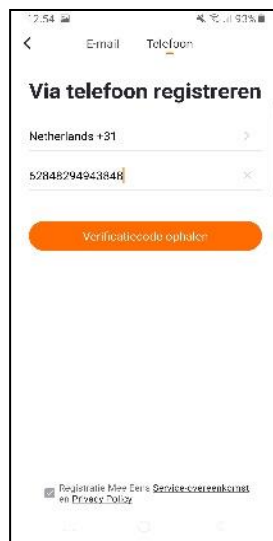 12.54 93%
E-mail Telefoon
Via telefoon registreren
Netherlands +31
52848294943848
Verificatiecode ophalen
Registratie Mee Eens Service-overeenkomst
en Privacy Policy